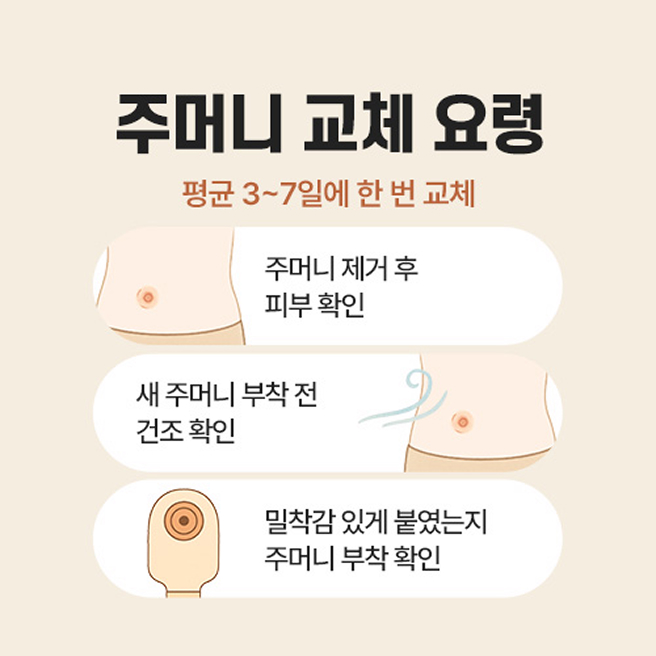 주머니 교체 요령
평균 3~7일에 한 번 교체
주머니 제거 후
피부 확인
새 주머니 부착 전
건조 확인
밀착감 있게 붙였는지
주머니 부착 확인